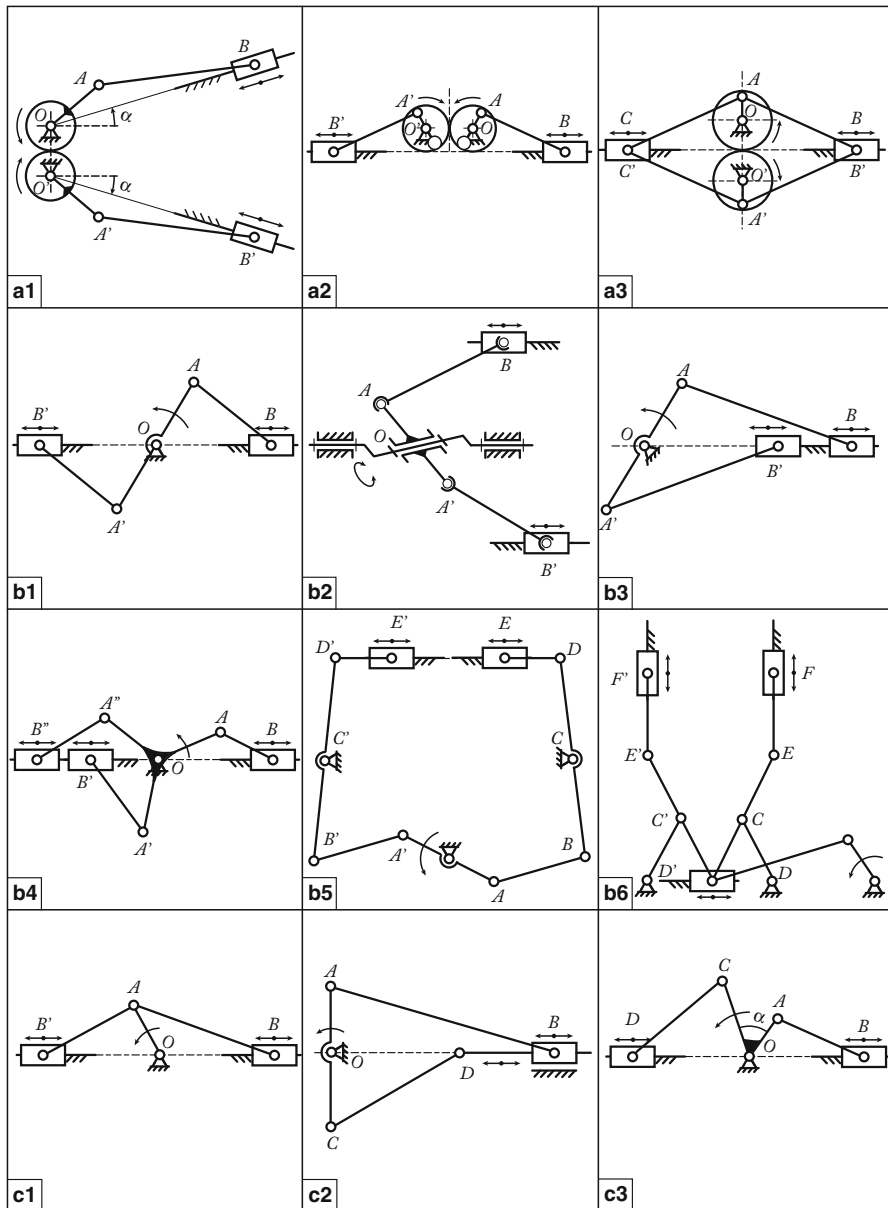 B
A
O
α
O'
α
A'
B'
a1
A' A
B' O' O B
a2
A
C O B
C' O' B'
A'
a3
A
B' O B
A'
b1
B
A
O
A'
B'
b2
A
O B
B'
A'
b3
A'' A
B'' B
B' O
A'
b4
E' E
D' D
C' C
B' A' B
A
b5
F' F
E' E
C' C
D' D
b6
A
B' O B
c1
A
B
O D
C
c2
C
α A
D O B
c3